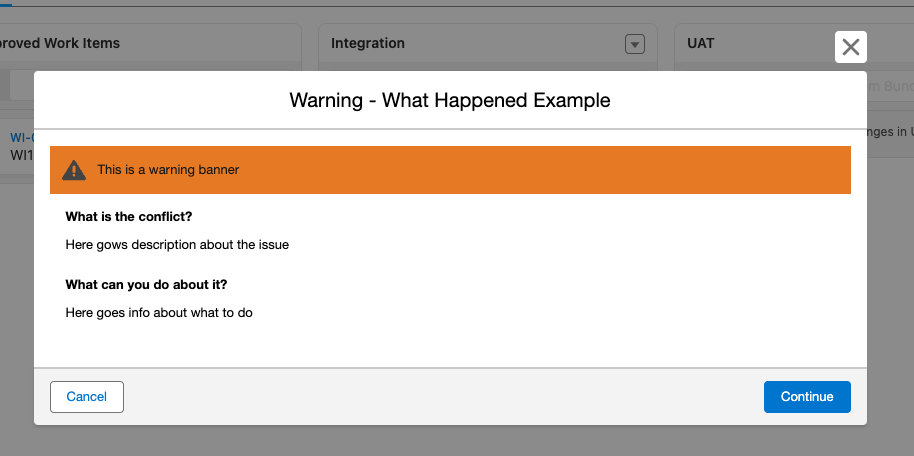 roved Work Items
Integration
UAT
Warning - What Happened Example
m Bund
nges in U
WI-
WI1
This is a warning banner
What is the conflict?
Here gows description about the issue
What can you do about it?
Here goes info about what to do
Cancel
Continue